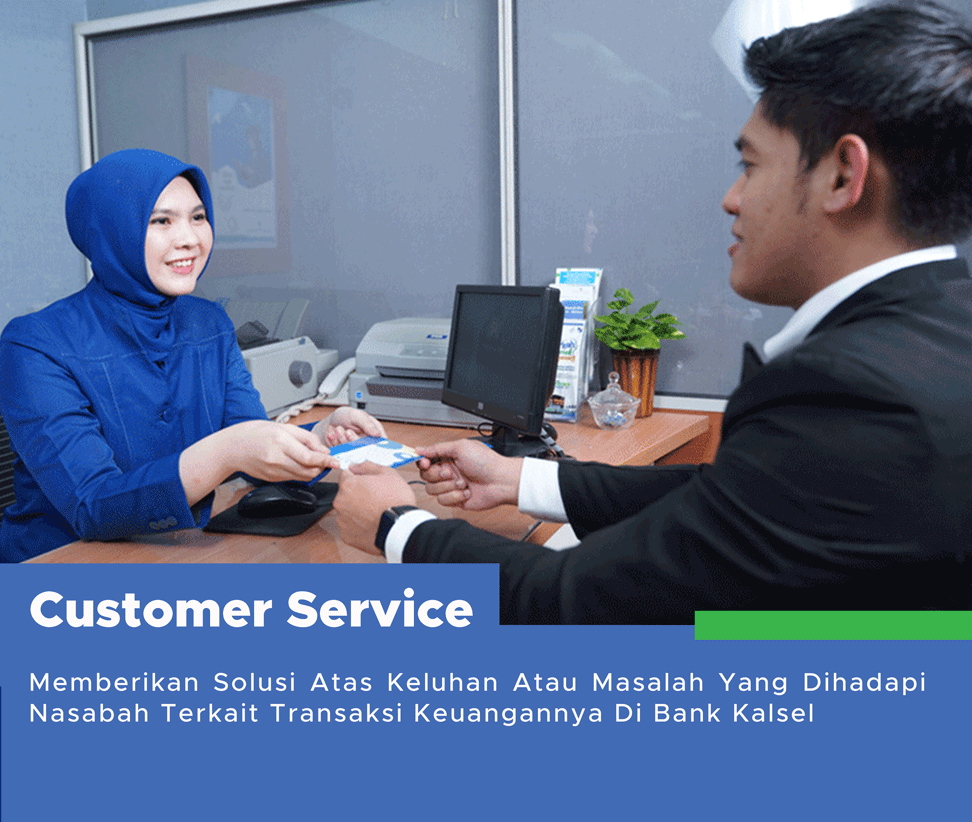 Customer Service
Memberikan Solusi Atas Keluhan Atau Masalah Yang Dihadapi
Nasabah Terkait Transaksi Keuangannya Di Bank Kalsel